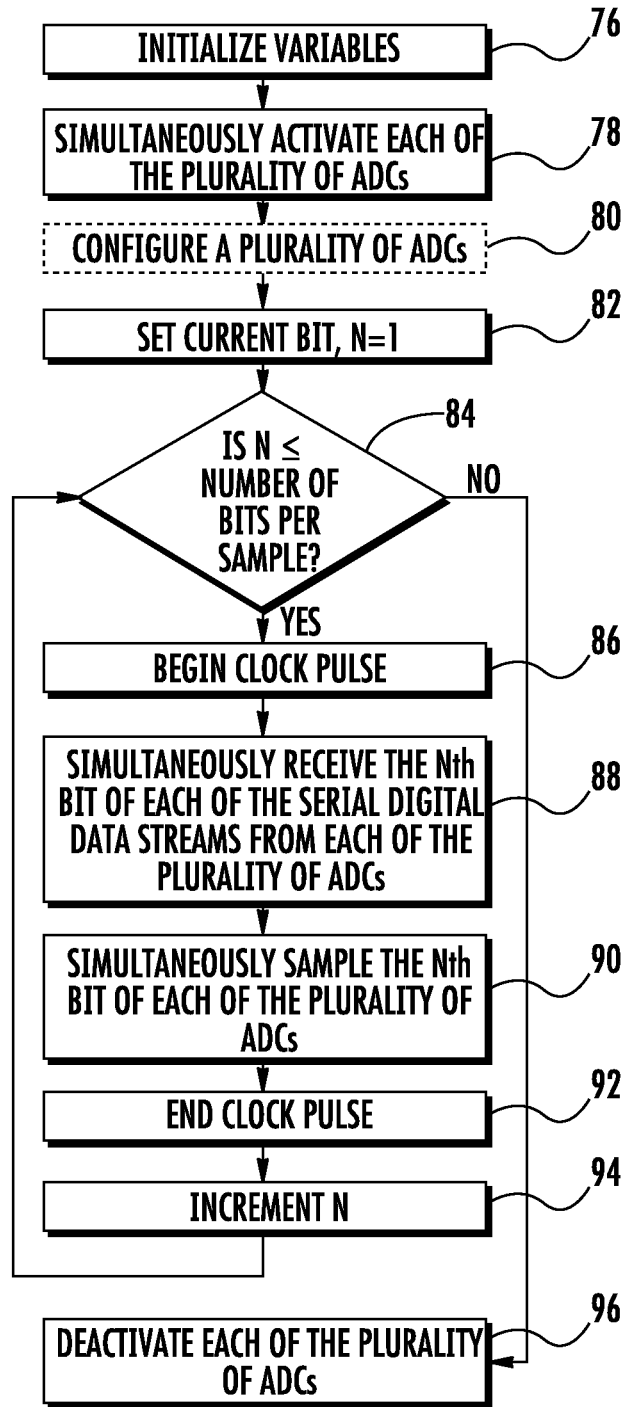 INITIALIZE VARIABLES
76
SIMULTANEOUSLY ACTIVATE EACH OF
THE PLURALITY OF ADCs
78
CONFIGURE A PLURALITY OF ADCs
80
SET CURRENT BIT, N=1
82
IS N ≤
NUMBER OF
BITS PER
SAMPLE?
84
NO
YES
BEGIN CLOCK PULSE
86
SIMULTANEOUSLY RECEIVE THE Nth
BIT OF EACH OF THE SERIAL DIGITAL
DATA STREAMS FROM EACH OF THE
PLURALITY OF ADCs
88
SIMULTANEOUSLY SAMPLE THE Nth
BIT OF EACH OF THE PLURALITY OF
ADCs
90
END CLOCK PULSE
92
INCREMENT N
94
DEACTIVATE EACH OF THE PLURALITY
OF ADCs
96